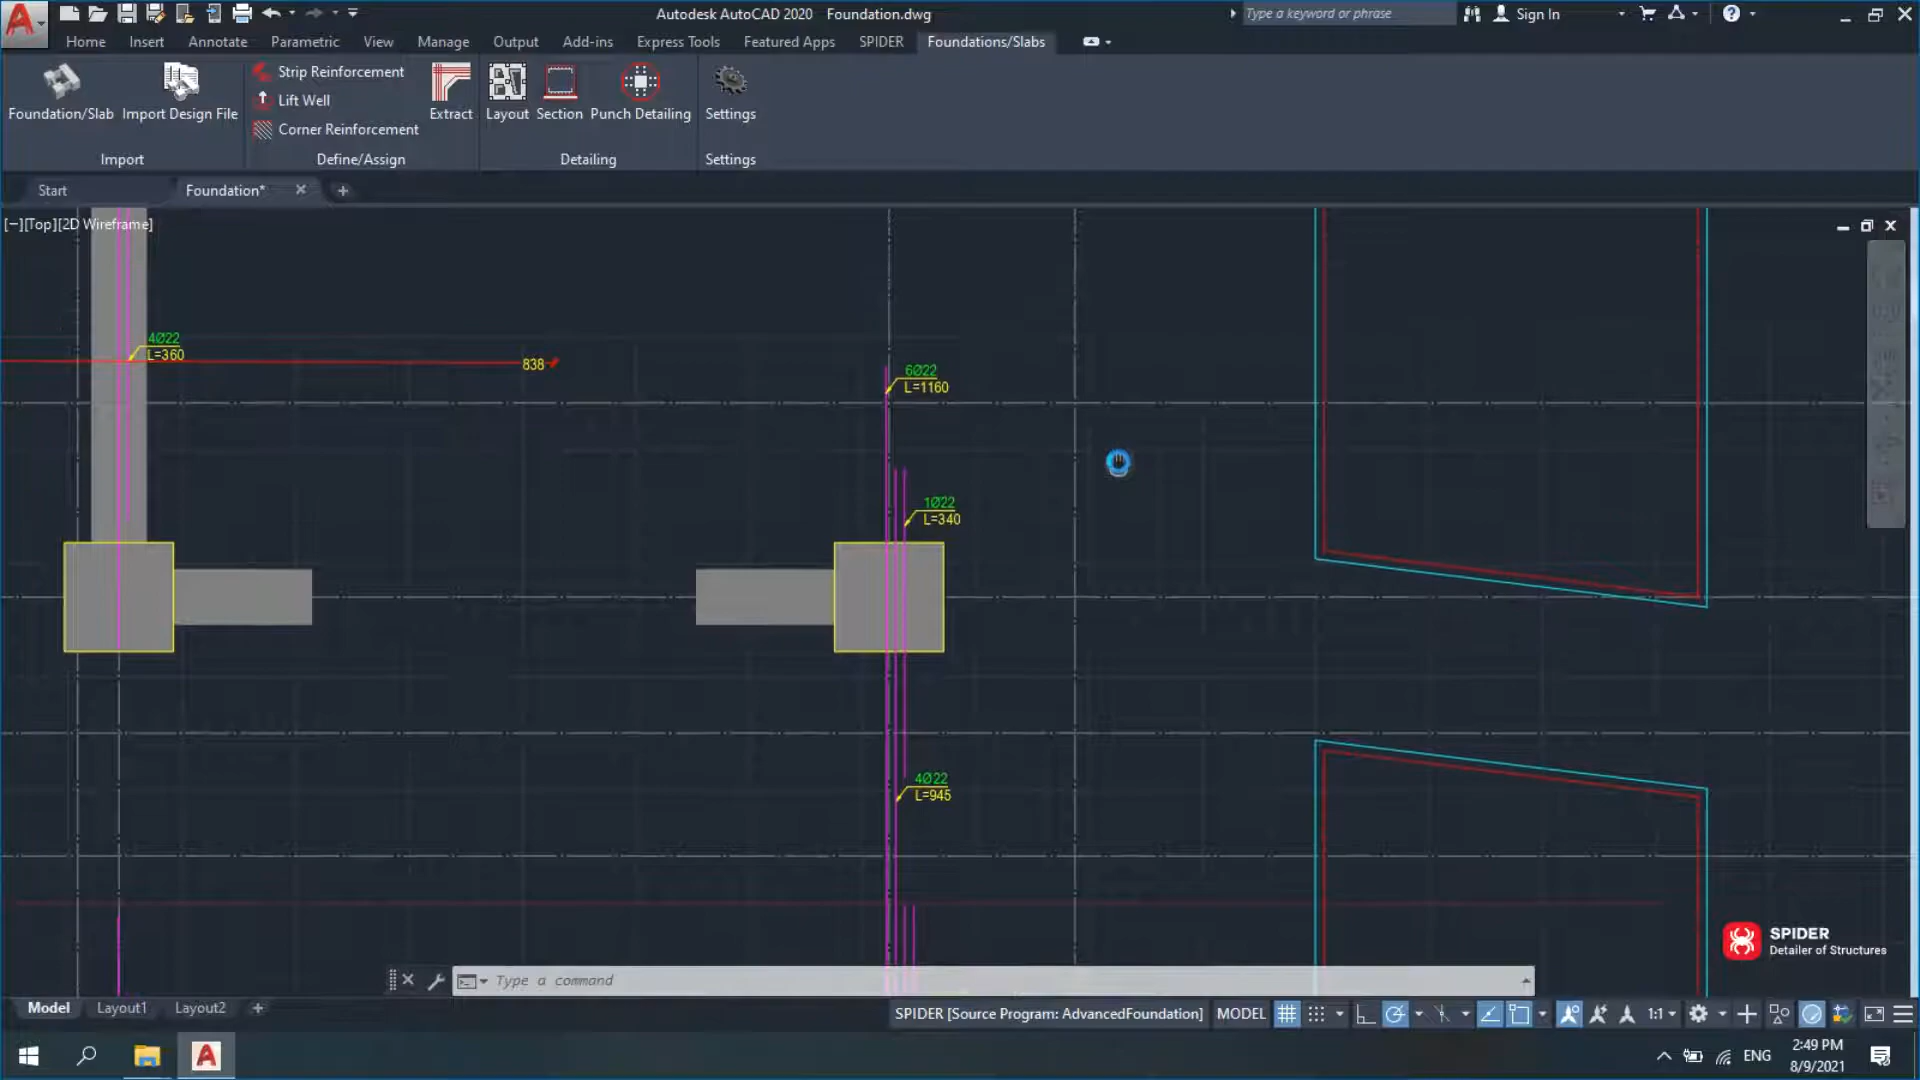 Autodesk AutoCAD 2020 Foundation.dwg
Type a keyword or phrase
Sign In
Home Insert Annotate Parametric View Manage Output Add-ins Express Tools Featured Apps SPIDER Foundations/Slabs
Strip Reinforcement
Lift Well
Corner Reinforcement
Foundation/Slab Import Design File Extract Layout Section Punch Detailing Settings
Import Define/Assign Detailing Settings
Start Foundation*
[−][Top][2D Wireframe]
4Ø22
L=360
838
6Ø22
L=1160
1Ø22
L=340
4Ø22
L=945
SPIDER
Detailer of Structures
Type a command
Model Layout1 Layout2
SPIDER [Source Program: AdvancedFoundation] MODEL 1:1
ENG
2:49 PM
8/9/2021